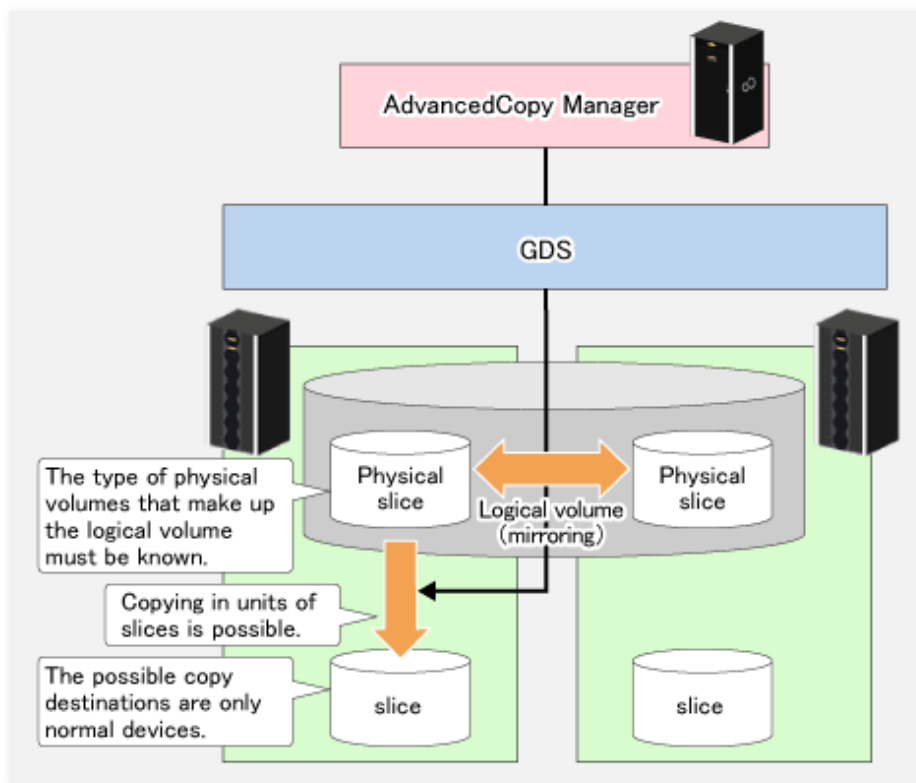 AdvancedCopy Manager
GDS
The type of physical
volumes that make up
the logical volume
must be known.
Physical
slice
Logical volume
(mirroring)
Physical
slice
Copying in units of
slices is possible.
The possible copy
destinations are only
normal devices.
slice
slice